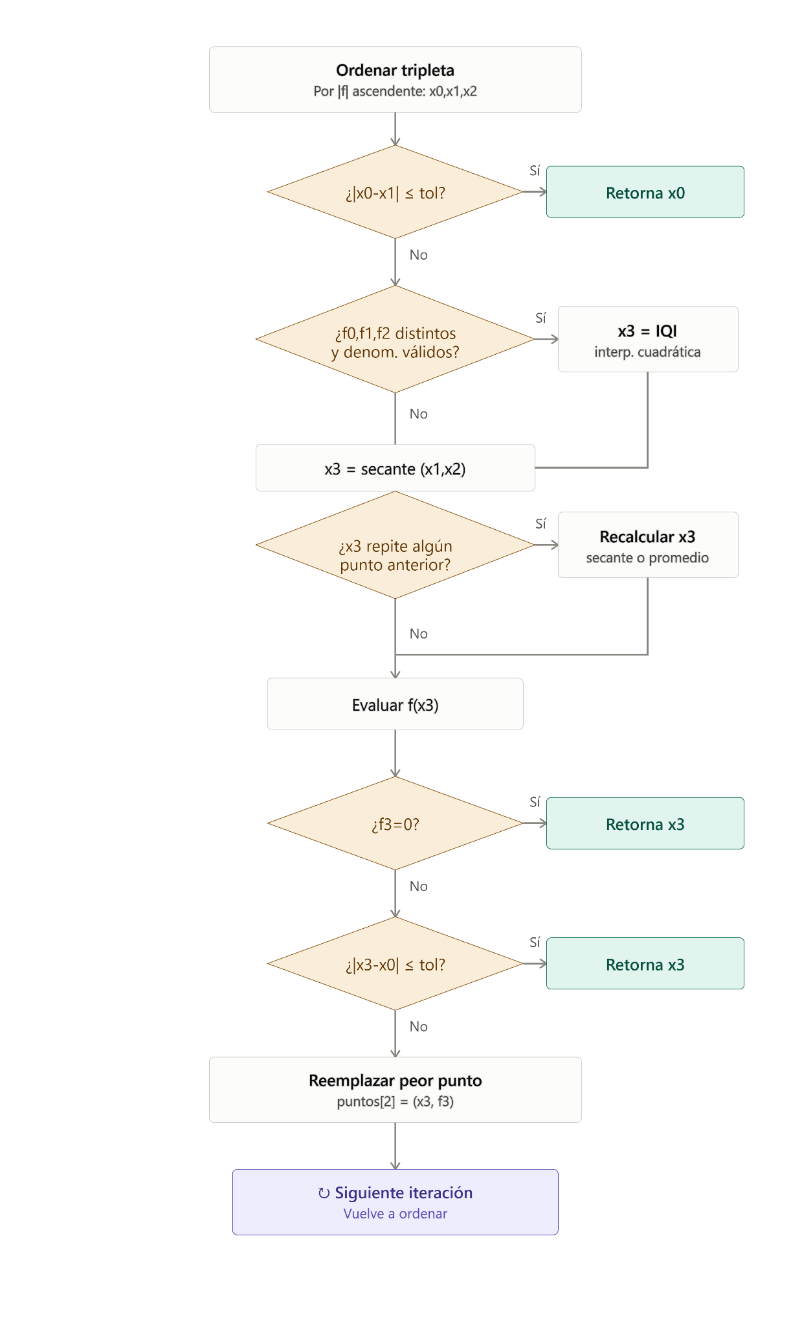 Ordenar tripleta
Por |f| ascendente: x0,x1,x2
¿|x0-x1| ≤ tol?
Sí
Retorna x0
No
¿f0,f1,f2 distintos
y denom. válidos?
Sí
x3 = IQI
interp. cuadrática
No
x3 = secante (x1,x2)
¿x3 repite algún
punto anterior?
Sí
Recalcular x3
secante o promedio
No
Evaluar f(x3)
¿f3=0?
Sí
Retorna x3
No
¿|x3-x0| ≤ tol?
Sí
Retorna x3
No
Reemplazar peor punto
puntos[2] = (x3, f3)
↻ Siguiente iteración
Vuelve a ordenar